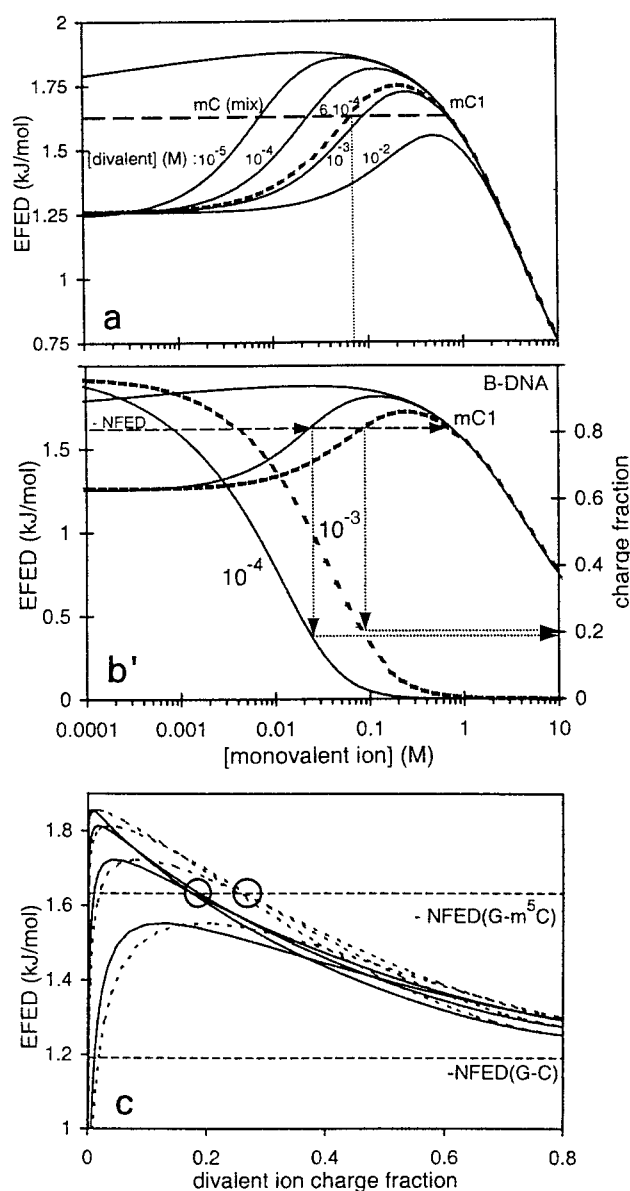 2
1.75
1.5
1.25
1
0.75
EFED (kJ/mol)
mC (mix)
6 10⁻⁴
mC1
[divalent] (M) : 10⁻⁵
10⁻⁴
10⁻³
10⁻²
a
B-DNA
1
- NFED
mC1
0.8
1.5
0.6
1
10⁻³
0.4
10⁻⁴
0.5
0.2
0
0
EFED (kJ/mol)
charge fraction
b'
0.0001 0.001 0.01 0.1 1 10
[monovalent ion] (M)
1.8
1.6
1.4
1.2
1
EFED (kJ/mol)
- NFED(G-m⁵C)
-NFED(G-C)
c
0 0.2 0.4 0.6 0.8
divalent ion charge fraction